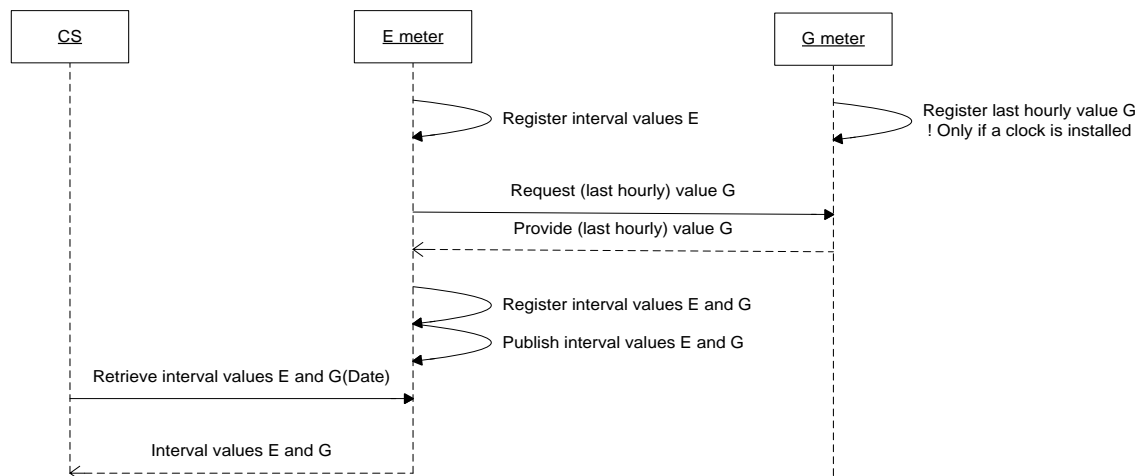 CS
E meter
G meter
Register interval values E
Register last hourly value G
! Only if a clock is installed
Request (last hourly) value G
Provide (last hourly) value G
Register interval values E and G
Publish interval values E and G
Retrieve interval values E and G(Date)
Interval values E and G